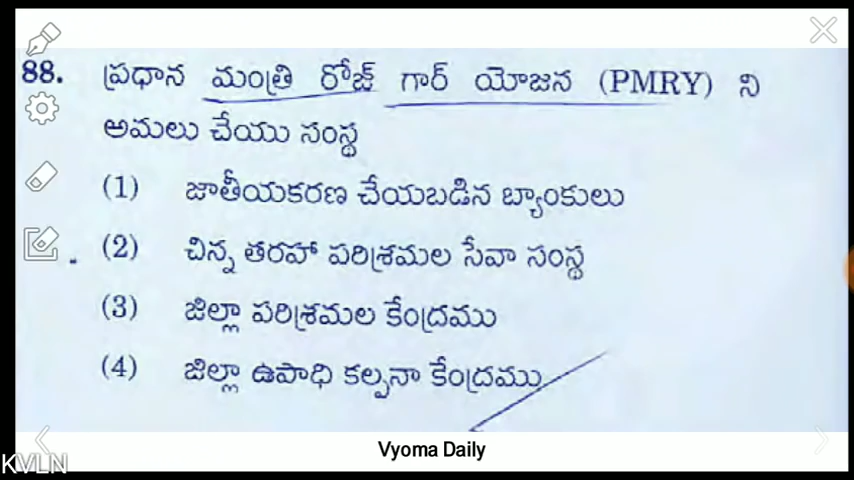 88. ప్రధాన మంత్రి రోజ్ గార్ యోజన (PMRY) ని
అమలు చేయు సంస్థ
(1) జాతీయకరణ చేయబడిన బ్యాంకులు
(2) చిన్న తరహా పరిశ్రమల సేవా సంస్థ
(3) జిల్లా పరిశ్రమల కేంద్రము
(4) జిల్లా ఉపాధి కల్పనా కేంద్రము
Vyoma Daily
KVLN